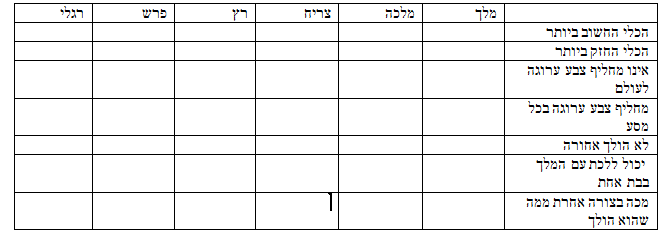 מלך מלכה צריח רץ פרש רגלי
הכלי החשוב ביותר
הכלי החזק ביותר
אינו מחליף צבע ערוגה
לעולם
מחליף צבע ערוגה בכל
מסע
לא הולך אחורה
יכול ללכת עם המלך
בבת אחת
מכה בצורה אחרת ממה
שהוא הולך